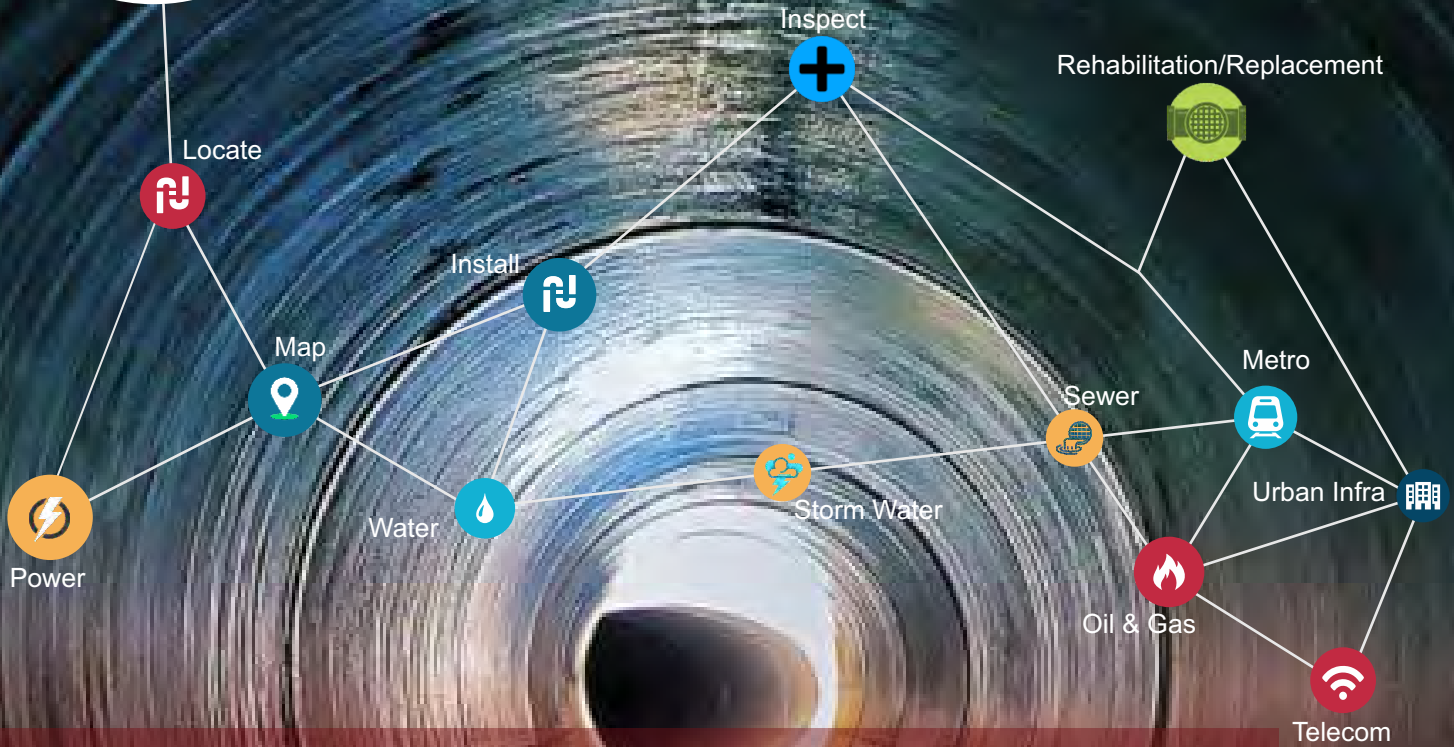 Inspect
Rehabilitation/Replacement
Locate
Install
Map
Metro
Sewer
Urban Infra
Storm Water
Water
Power
Oil & Gas
Telecom